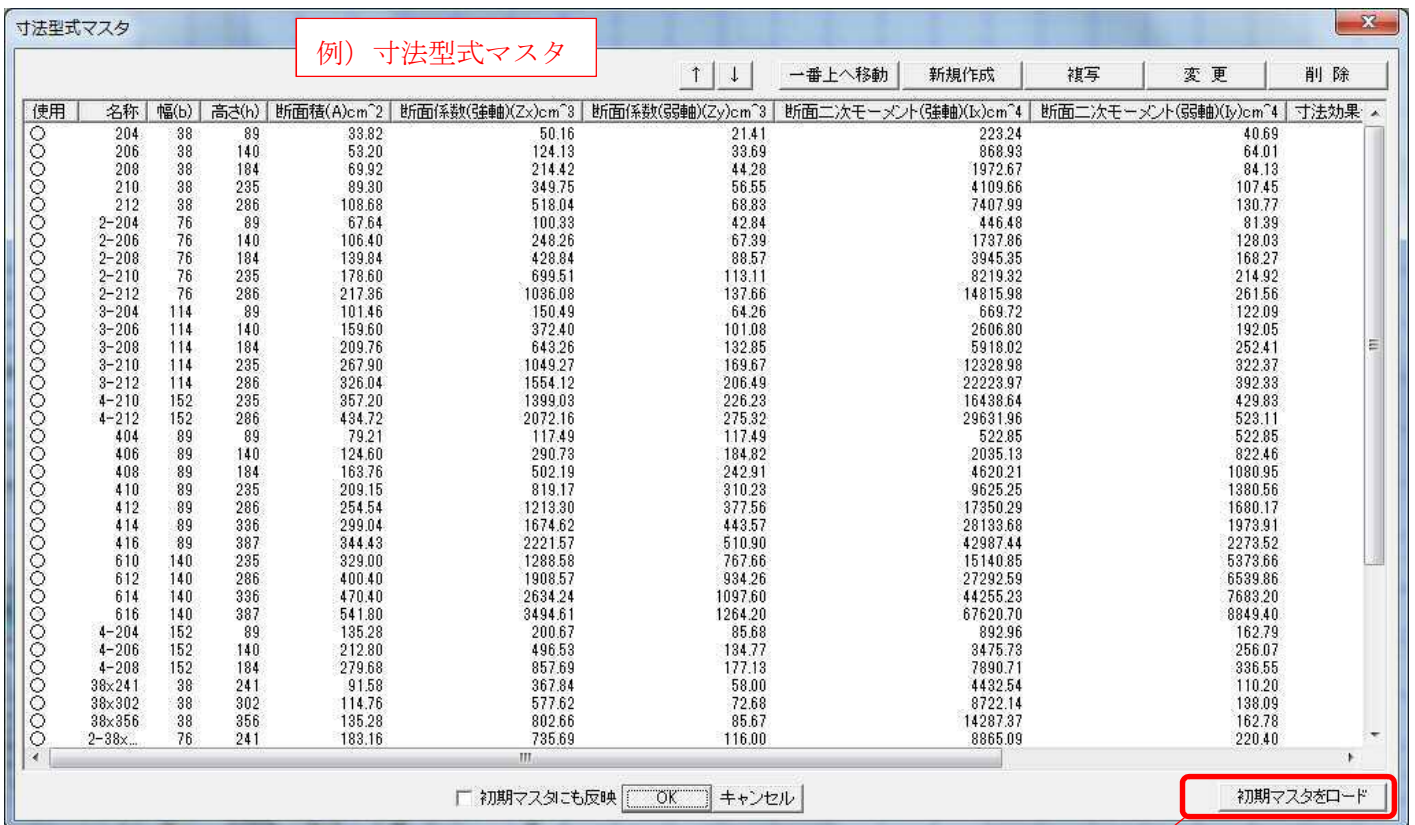 寸法型式マスタ
例）寸法型式マスタ
↑ ↓ 一番上へ移動 新規作成 複写 変 更 削 除
使用 名称 幅(b) 高さ(h) 断面積(A)cm^2 断面係数(強軸)(Zx)cm^3 断面係数(弱軸)(Zy)cm^3 断面二次モーメント(強軸)(Ix)cm^4 断面二次モーメント(弱軸)(Iy)cm^4 寸法効果
○ 204 38 89 33.82 50.16 21.41 223.24 40.69
○ 206 38 140 53.20 124.13 33.69 868.93 64.01
○ 208 38 184 69.92 214.42 44.28 1972.67 84.13
○ 210 38 235 89.30 349.75 56.55 4109.66 107.45
○ 212 38 286 108.68 518.04 68.83 7407.99 130.77
○ 2-204 76 89 67.64 100.33 42.84 446.48 81.39
○ 2-206 76 140 106.40 248.26 67.39 1737.86 128.03
○ 2-208 76 184 139.84 428.84 88.57 3945.35 168.27
○ 2-210 76 235 178.60 699.51 113.11 8219.32 214.92
○ 2-212 76 286 217.36 1036.08 137.66 14815.98 261.56
○ 3-204 114 89 101.46 150.49 64.26 669.72 122.09
○ 3-206 114 140 159.60 372.40 101.08 2606.80 192.05
○ 3-208 114 184 209.76 643.26 132.85 5918.02 252.41
○ 3-210 114 235 267.90 1049.27 169.67 12328.98 322.37
○ 3-212 114 286 326.04 1554.12 206.49 22223.97 392.33
○ 4-210 152 235 357.20 1399.03 226.23 16438.64 429.83
○ 4-212 152 286 434.72 2072.16 275.32 29631.96 523.11
○ 404 89 89 79.21 117.49 117.49 522.85 522.85
○ 406 89 140 124.60 290.73 184.82 2035.13 822.46
○ 408 89 184 163.76 502.19 242.91 4620.21 1080.95
○ 410 89 235 209.15 819.17 310.23 9625.25 1380.56
○ 412 89 286 254.54 1213.30 377.56 17350.29 1680.17
○ 414 89 336 299.04 1674.62 443.57 28133.68 1973.91
○ 416 89 387 344.43 2221.57 510.90 42987.44 2273.52
○ 610 140 235 329.00 1288.58 767.66 15140.85 5373.66
○ 612 140 286 400.40 1908.57 934.26 27292.59 6539.86
○ 614 140 336 470.40 2634.24 1097.60 44255.23 7683.20
○ 616 140 387 541.80 3494.61 1264.20 67620.70 8849.40
○ 4-204 152 89 135.28 200.67 85.68 892.96 162.79
○ 4-206 152 140 212.80 496.53 134.77 3475.73 256.07
○ 4-208 152 184 279.68 857.69 177.13 7890.71 336.55
○ 38x241 38 241 91.58 367.84 58.00 4432.54 110.20
○ 38x302 38 302 114.76 577.62 72.68 8722.14 138.09
○ 38x356 38 356 135.28 802.66 85.67 14287.37 162.78
○ 2-38x... 76 241 183.16 735.69 116.00 8865.09 220.40
初期マスタにも反映 OK キャンセル 初期マスタをロード